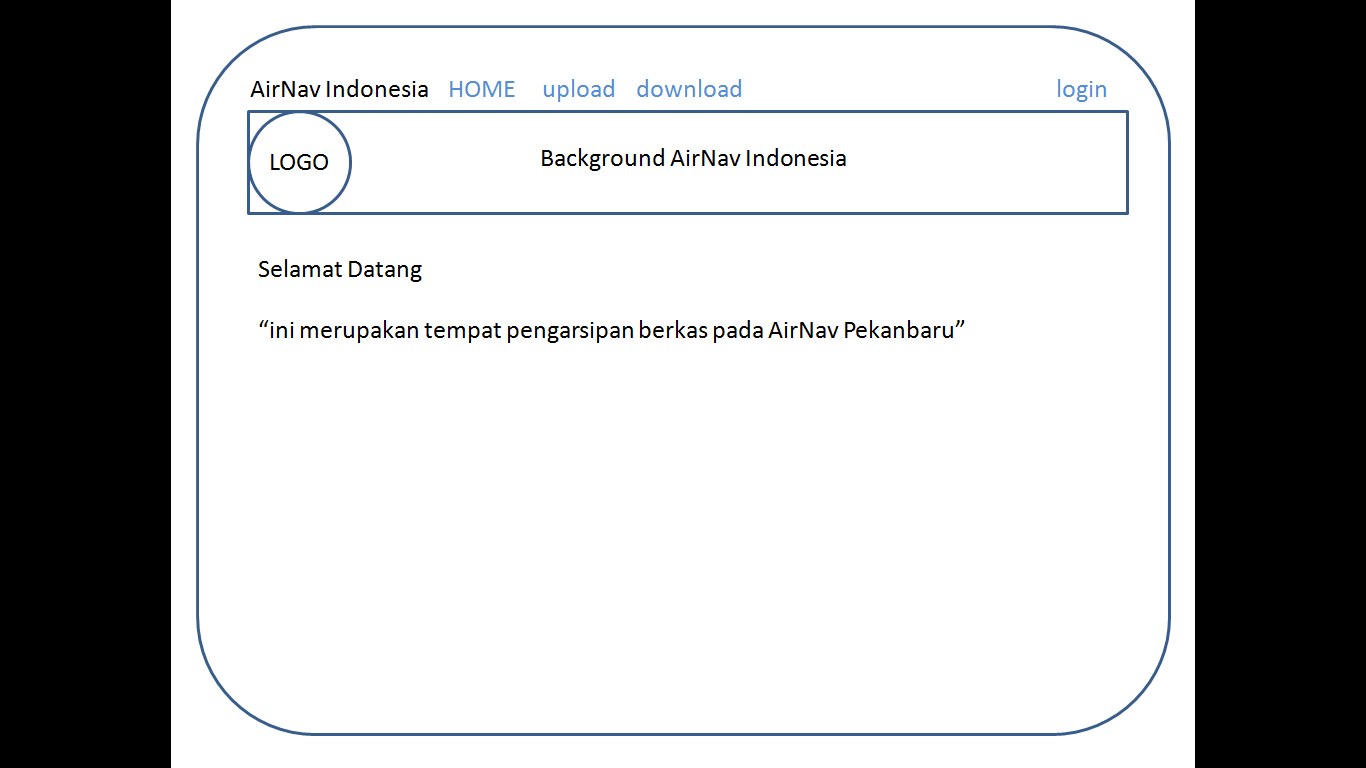 AirNav Indonesia HOME upload download login
LOGO
Background AirNav Indonesia
Selamat Datang
“ini merupakan tempat pengarsipan berkas pada AirNav Pekanbaru”